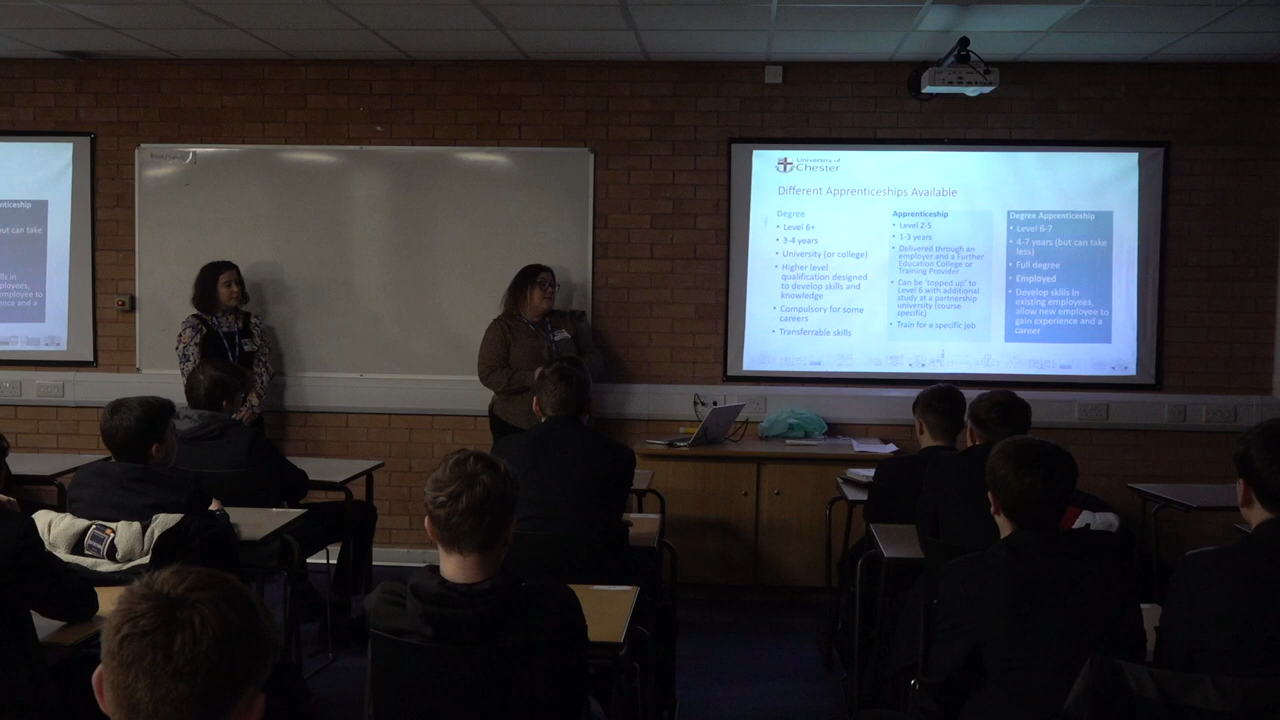 University of
Chester
Different Apprenticeships Available
Degree
• Level 6+
• 3-4 years
• University (or college)
• Higher level
qualification designed
to develop skills and
knowledge
• Compulsory for some
careers
• Transferrable skills
Apprenticeship
• Level 2-5
• 1-3 years
• Delivered through an
employer and a Further
Education College or
Training Provider
• Can be 'topped up' to
Level 6 with additional
study at a partnership
university (course
specific)
• Train for a specific job
Degree Apprenticeship
• Level 6-7
• 4-7 years (but can take
less)
• Full degree
• Employed
• Develop skills in
existing employees,
allow new employee to
gain experience and a
career
nticeship
but can take
lls in
ployees,
employee to
ence and a